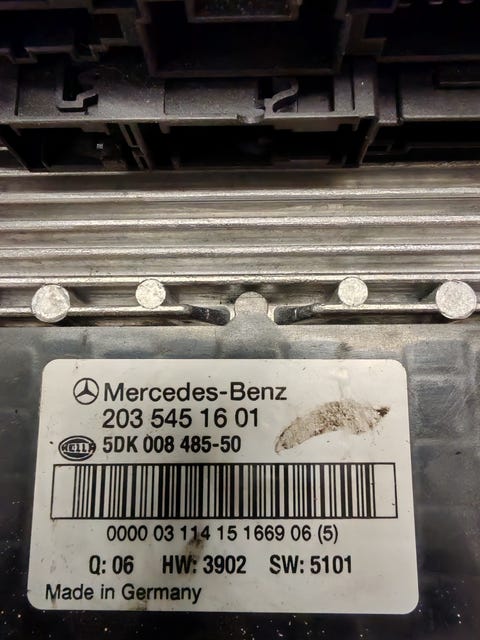 Mercedes-Benz
203 545 16 01
HELLA 5DK 008 485-50
0000 03 114 15 1669 06 (5)
Q: 06 HW: 3902 SW: 5101
Made in Germany